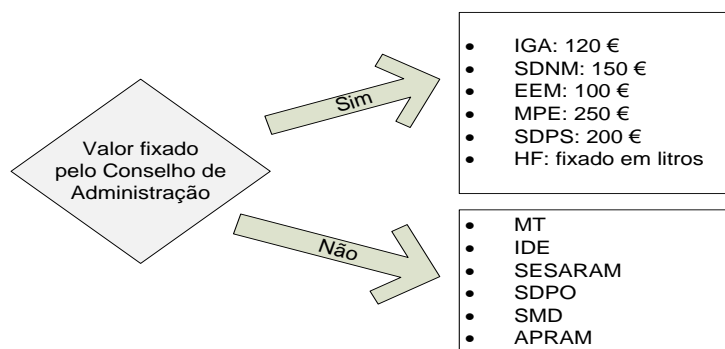 Valor fixado
pelo Conselho de
Administração
Sim
• IGA: 120 €
• SDNM: 150 €
• EEM: 100 €
• MPE: 250 €
• SDPS: 200 €
• HF: fixado em litros
Não
• MT
• IDE
• SESARAM
• SDPO
• SMD
• APRAM